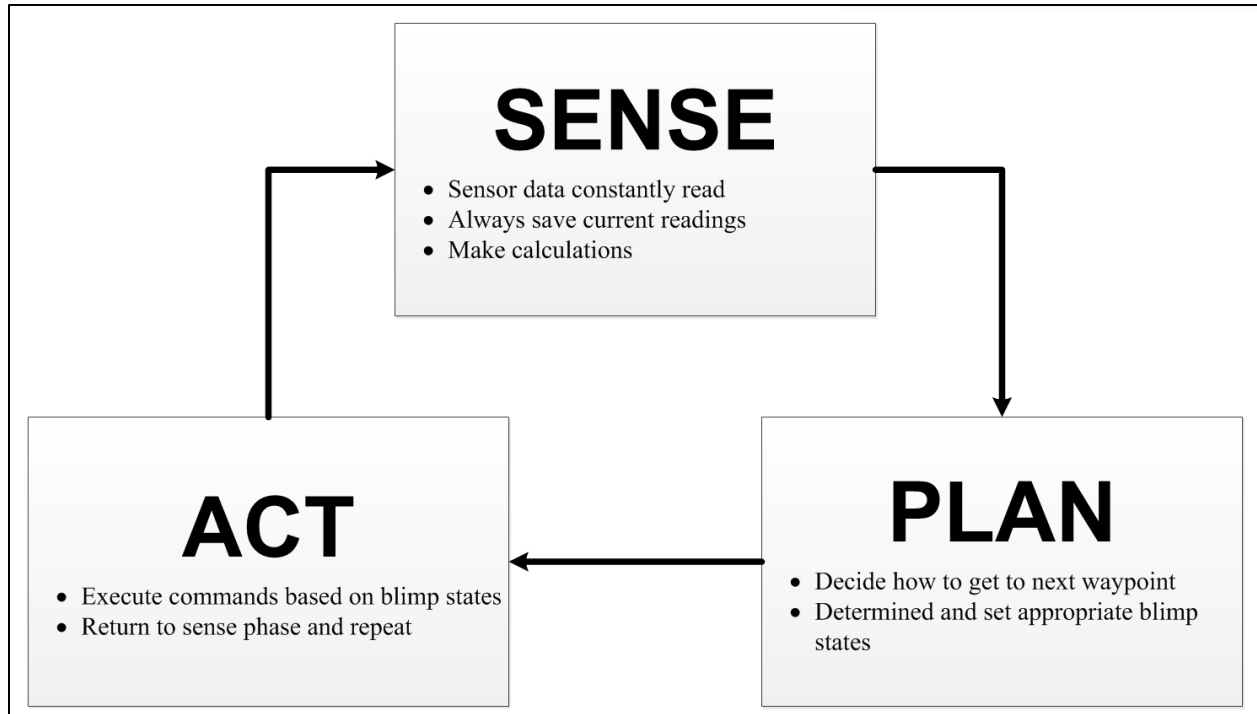 SENSE
• Sensor data constantly read
• Always save current readings
• Make calculations
ACT
• Execute commands based on blimp states
• Return to sense phase and repeat
PLAN
• Decide how to get to next waypoint
• Determined and set appropriate blimp
states